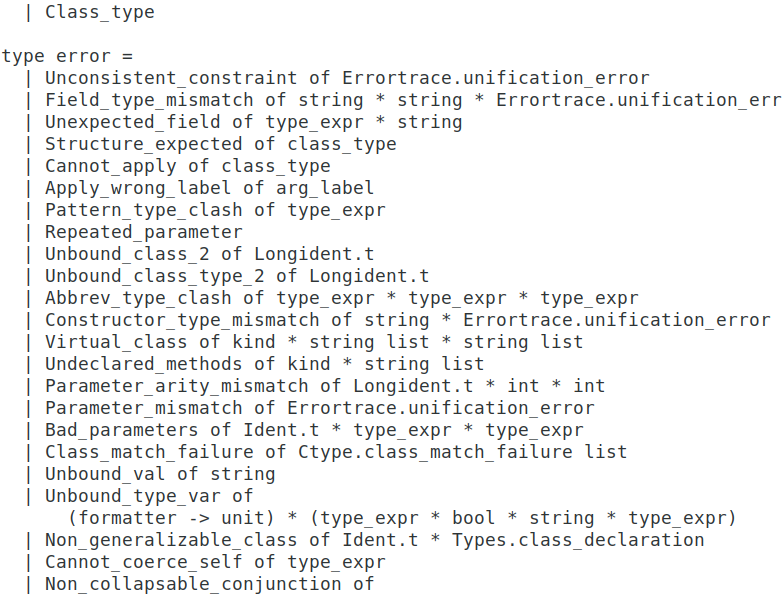 | Class_type
type error =
| Unconsistent_constraint of Errortrace.unification_error
| Field_type_mismatch of string * string * Errortrace.unification_err
| Unexpected_field of type_expr * string
| Structure_expected of class_type
| Cannot_apply of class_type
| Apply_wrong_label of arg_label
| Pattern_type_clash of type_expr
| Repeated_parameter
| Unbound_class_2 of Longident.t
| Unbound_class_type_2 of Longident.t
| Abbrev_type_clash of type_expr * type_expr * type_expr
| Constructor_type_mismatch of string * Errortrace.unification_error
| Virtual_class of kind * string list * string list
| Undeclared_methods of kind * string list
| Parameter_arity_mismatch of Longident.t * int * int
| Parameter_mismatch of Errortrace.unification_error
| Bad_parameters of Ident.t * type_expr * type_expr
| Class_match_failure of Ctype.class_match_failure list
| Unbound_val of string
| Unbound_type_var of
(formatter -> unit) * (type_expr * bool * string * type_expr)
| Non_generalizable_class of Ident.t * Types.class_declaration
| Cannot_coerce_self of type_expr
| Non_collapsable_conjunction of